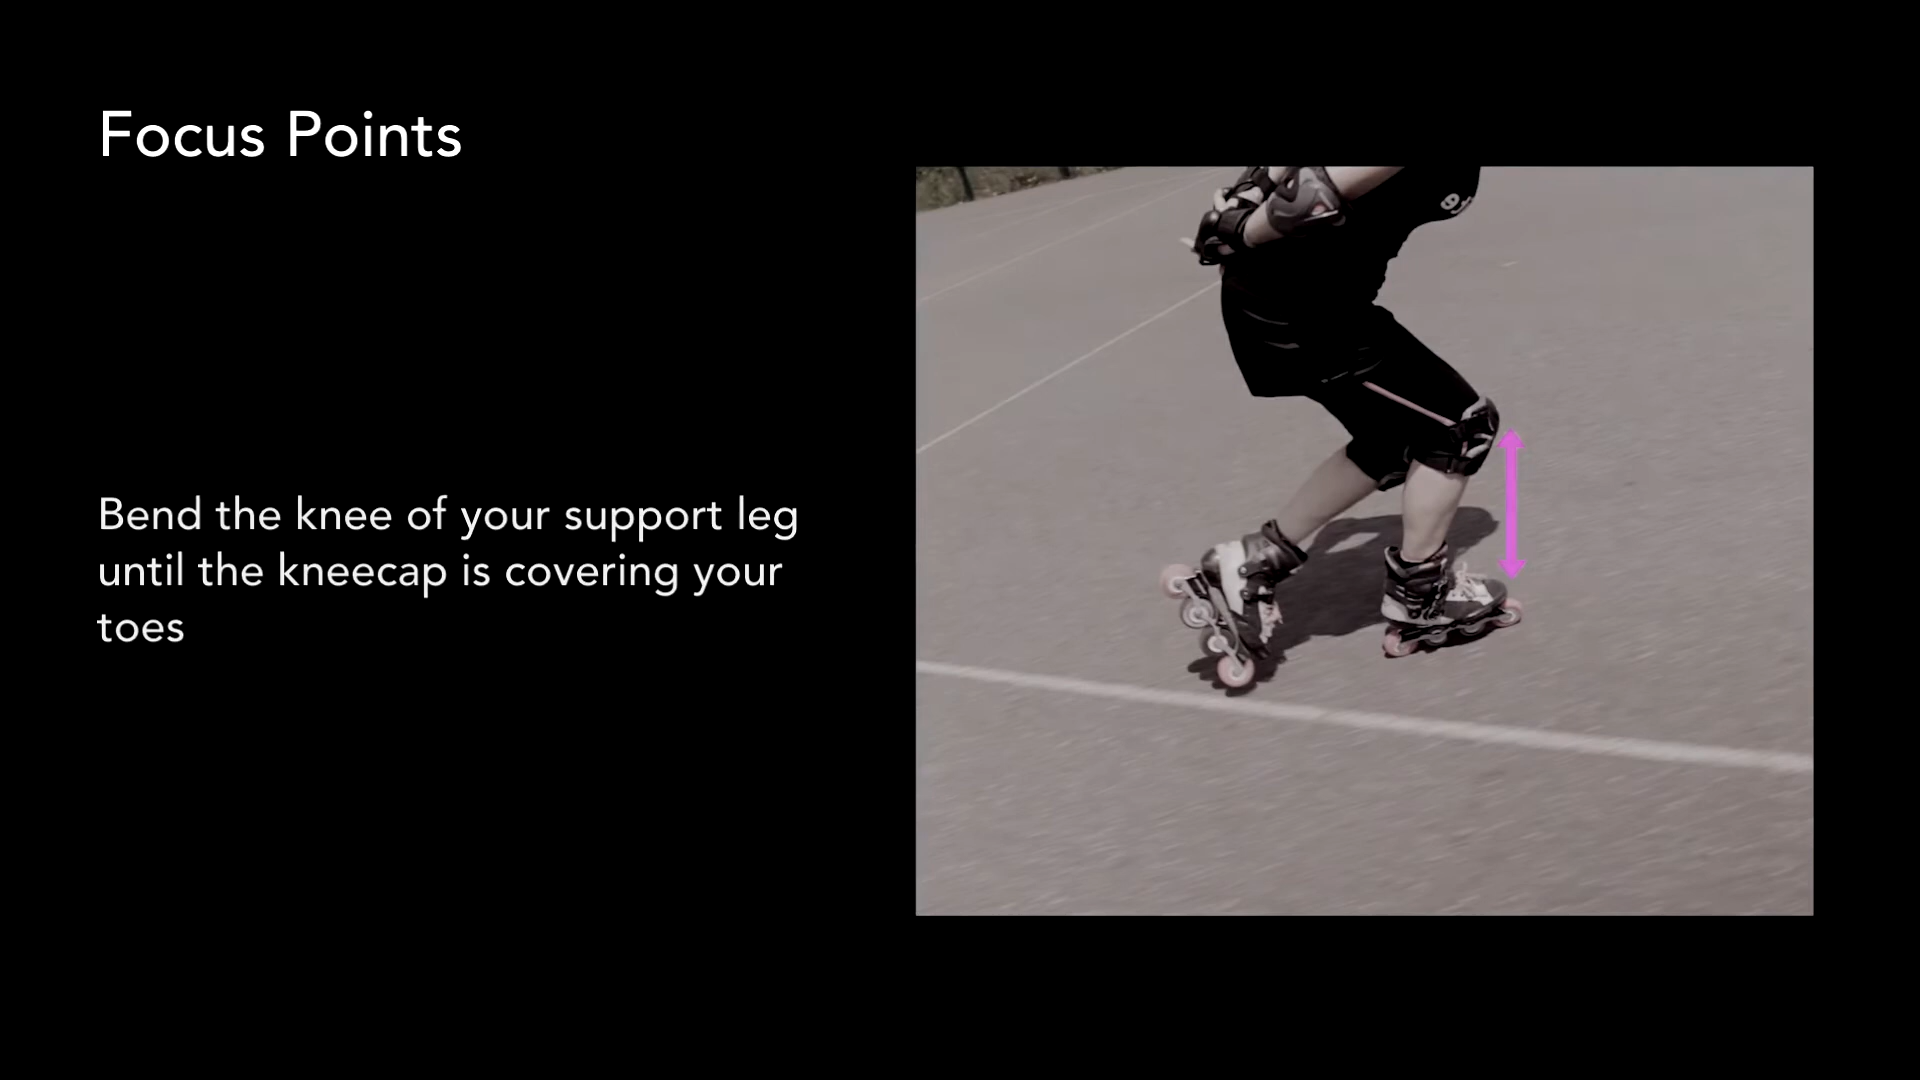 Focus Points
Bend the knee of your support leg
until the kneecap is covering your
toes